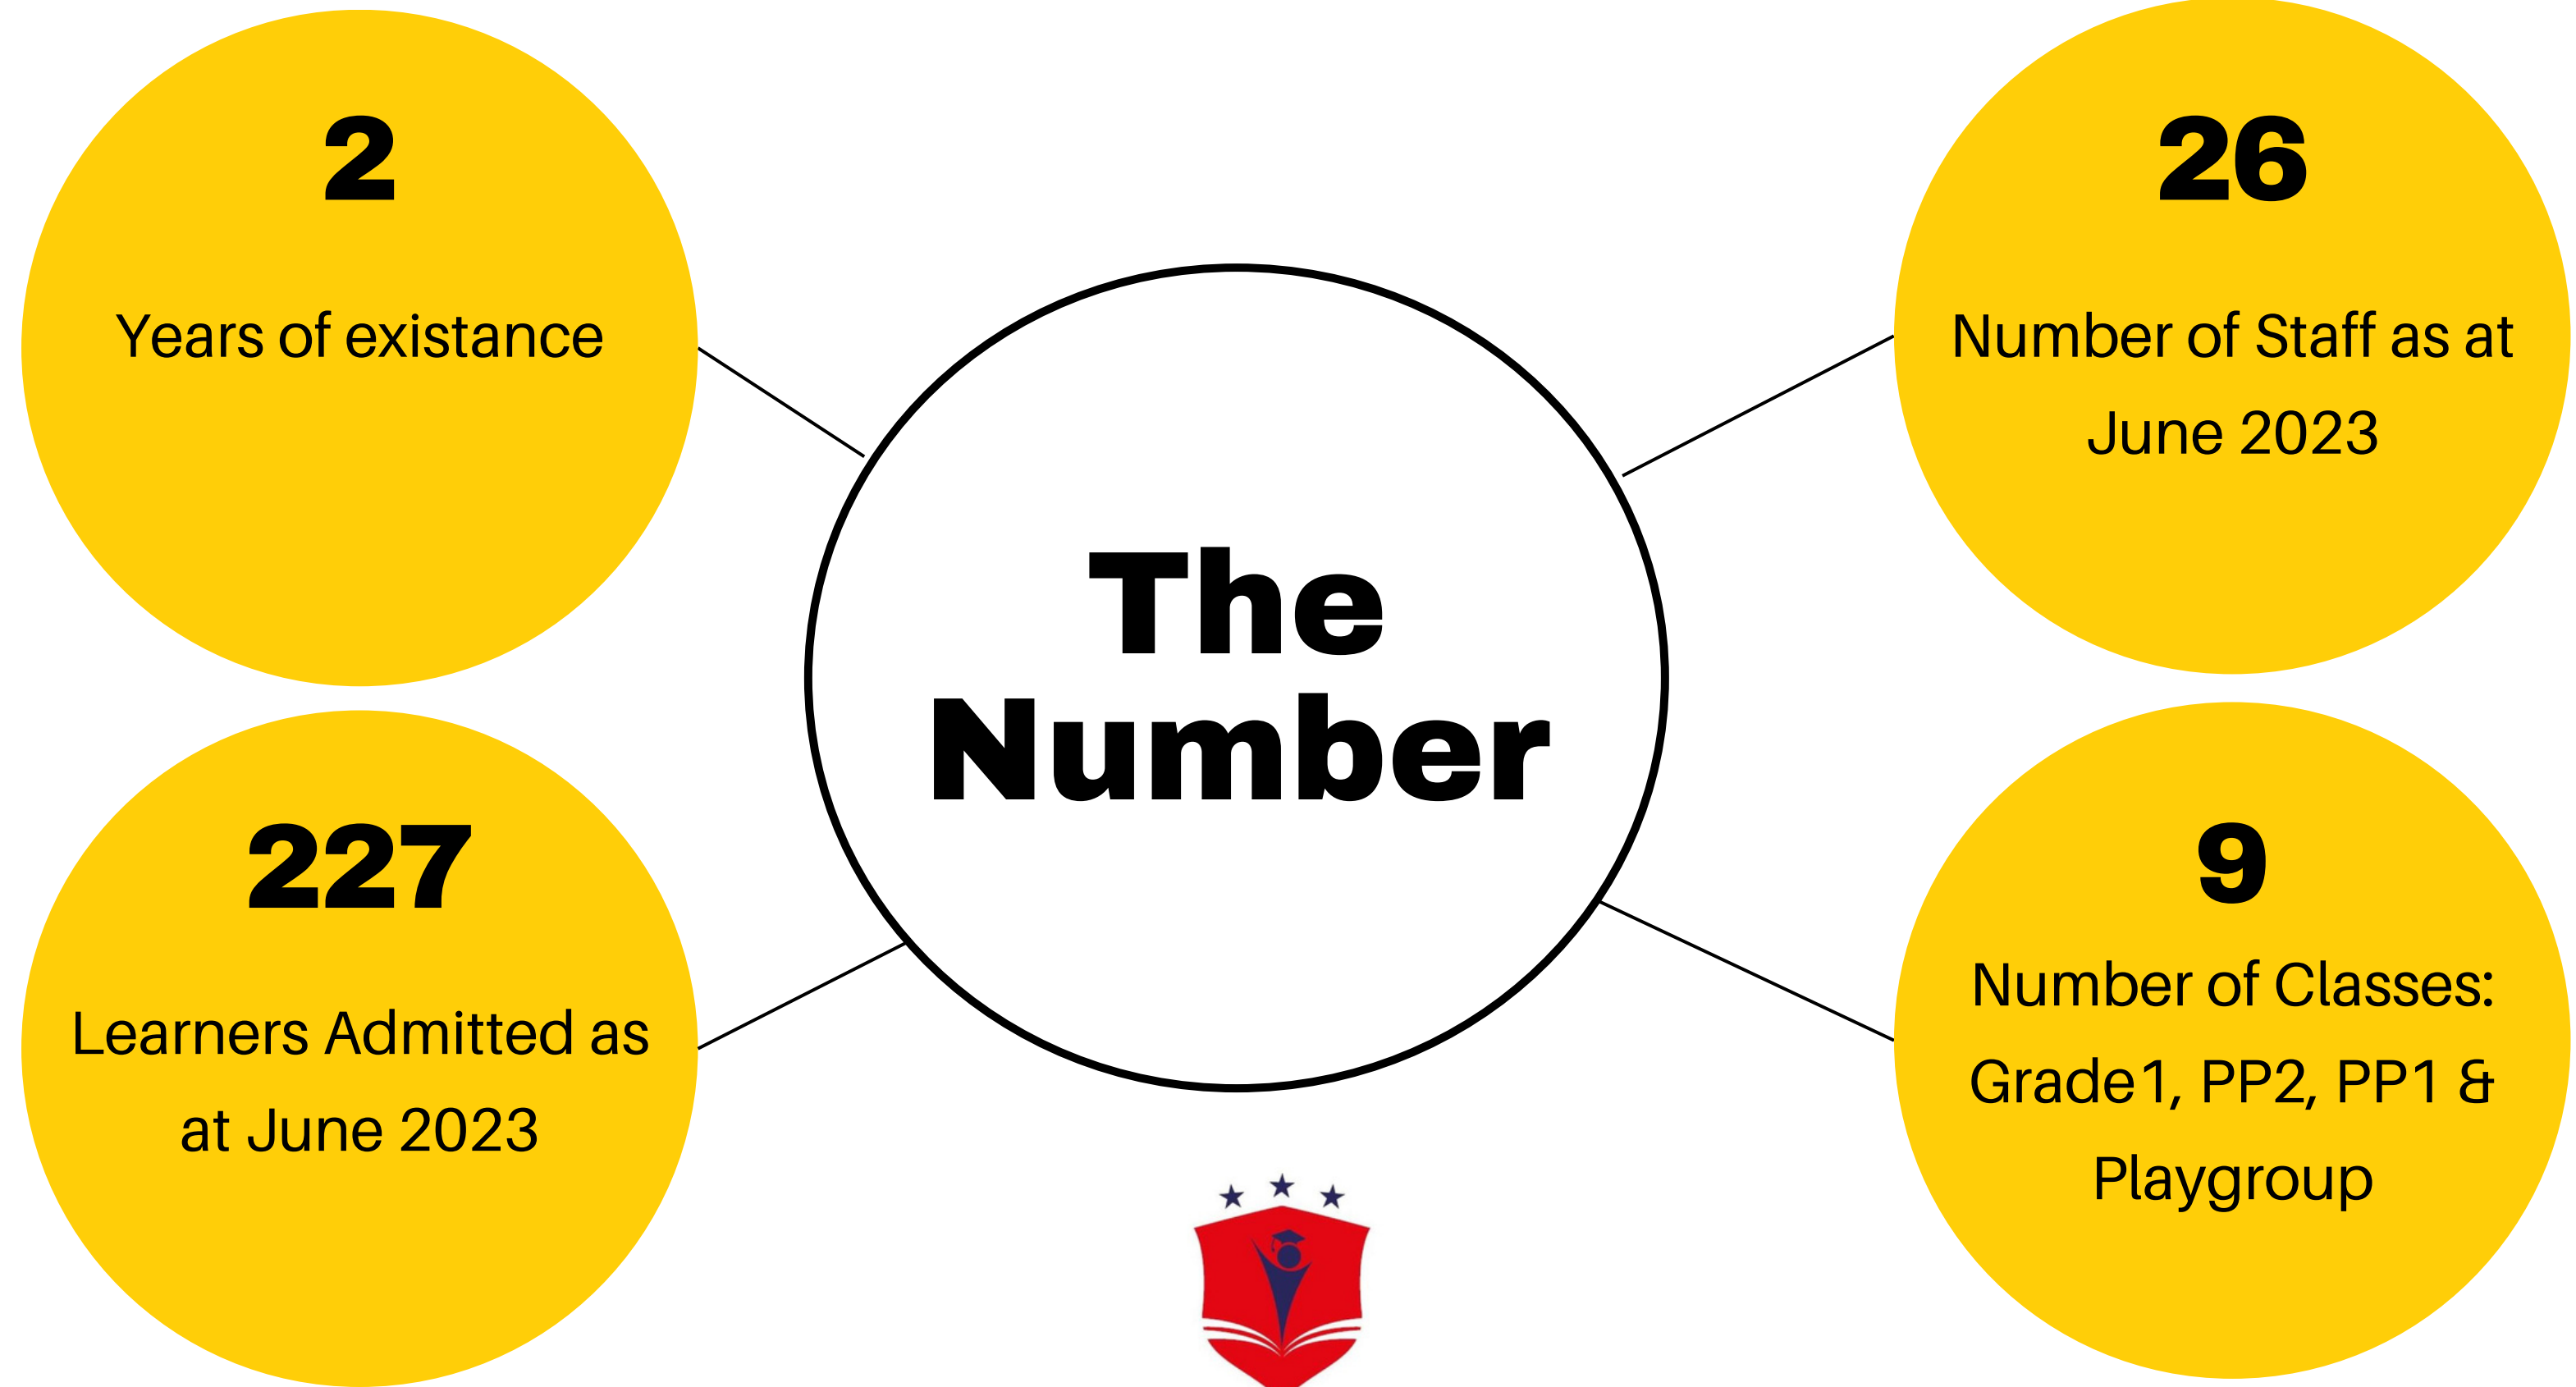 2
Years of existance
26
Number of Staff as at
June 2023
The
Number
227
Learners Admitted as
at June 2023
9
Number of Classes:
Grade1, PP2, PP1 &
Playgroup